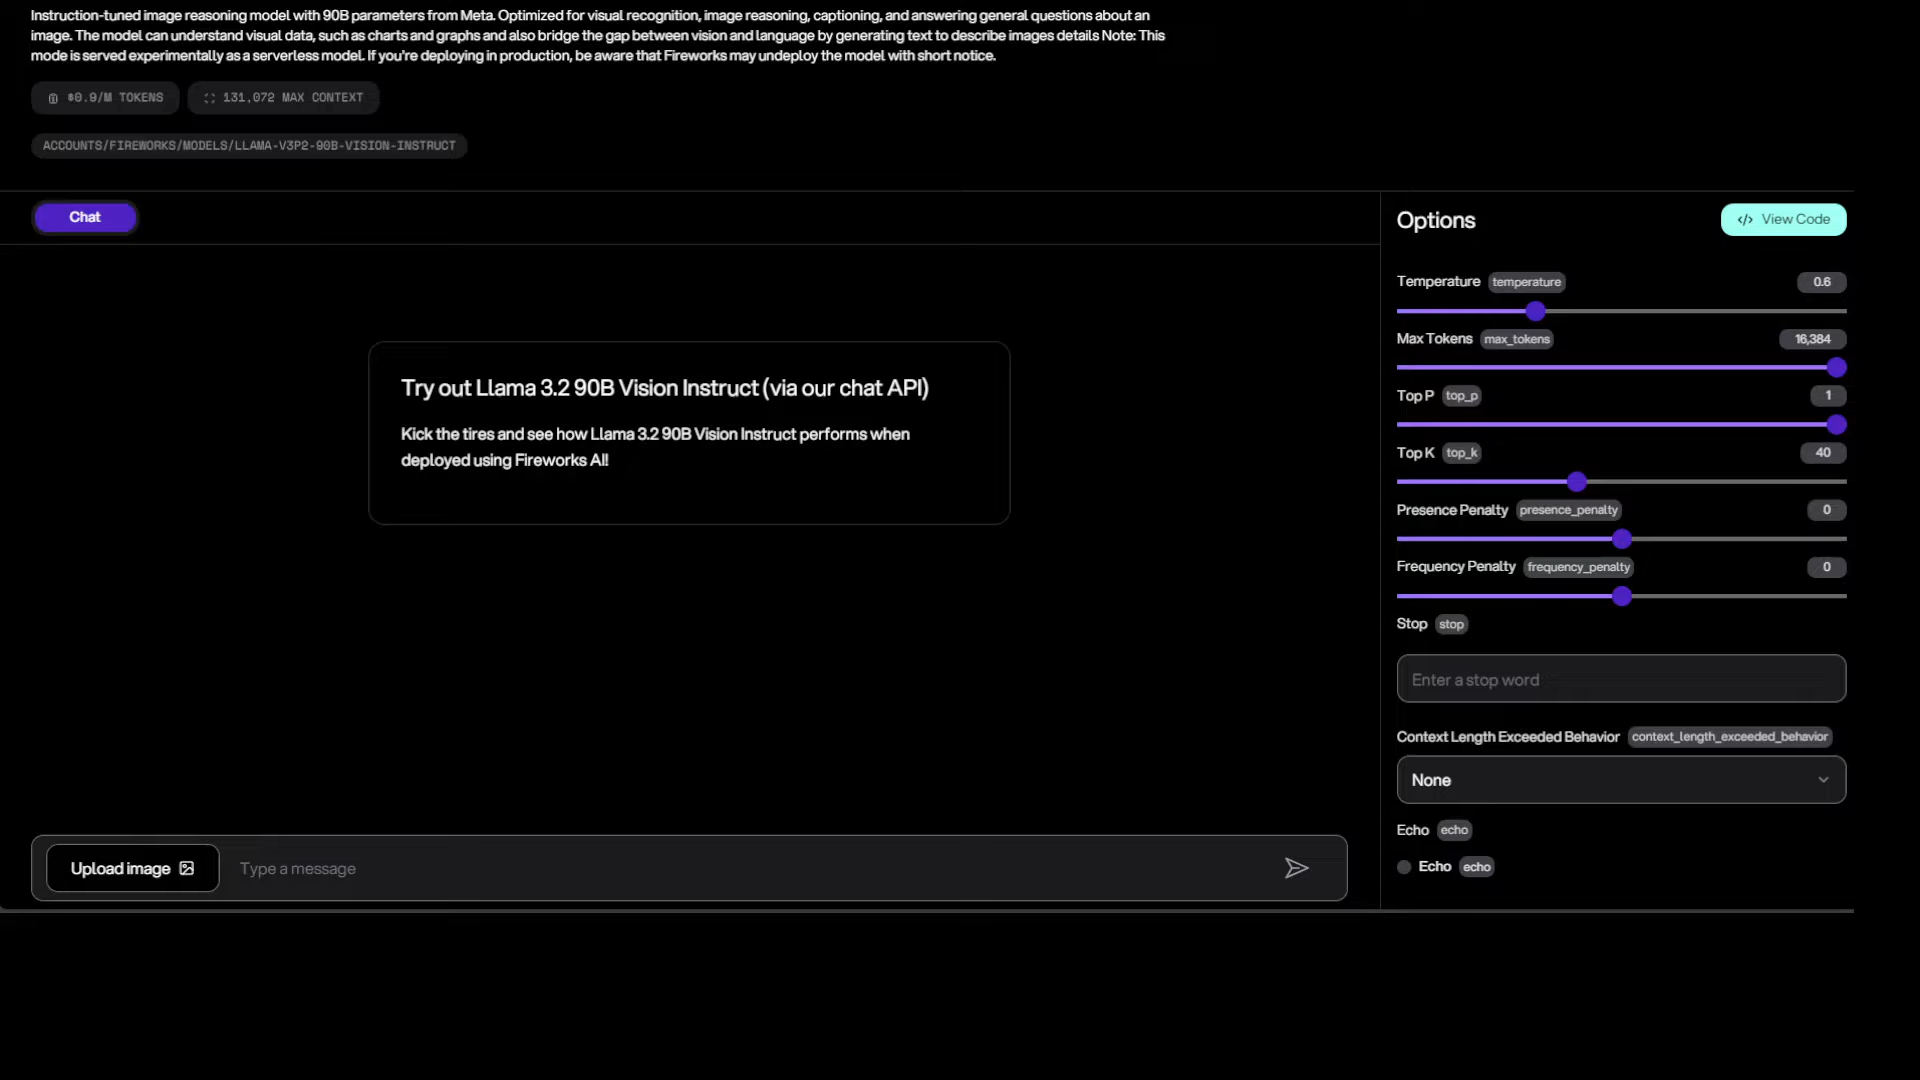 Instruction-tuned image reasoning model with 90B parameters from Meta. Optimized for visual recognition, image reasoning, captioning, and answering general questions about an
image. The model can understand visual data, such as charts and graphs and also bridge the gap between vision and language by generating text to describe images details Note: This
mode is served experimentally as a serverless model. If you're deploying in production, be aware that Fireworks may undeploy the model with short notice.
$0.9/M TOKENS
131,072 MAX CONTEXT
ACCOUNTS/FIREWORKS/MODELS/LLAMA-V3P2-90B-VISION-INSTRUCT
Chat
Try out Llama 3.2 90B Vision Instruct (via our chat API)
Kick the tires and see how Llama 3.2 90B Vision Instruct performs when
deployed using Fireworks AI!
Upload image
Type a message
Options
</> View Code
Temperature temperature 0.6
Max Tokens max_tokens 16,384
Top P top_p 1
Top K top_k 40
Presence Penalty presence_penalty 0
Frequency Penalty frequency_penalty 0
Stop stop
Enter a stop word
Context Length Exceeded Behavior context_length_exceeded_behavior
None
Echo echo
Echo echo